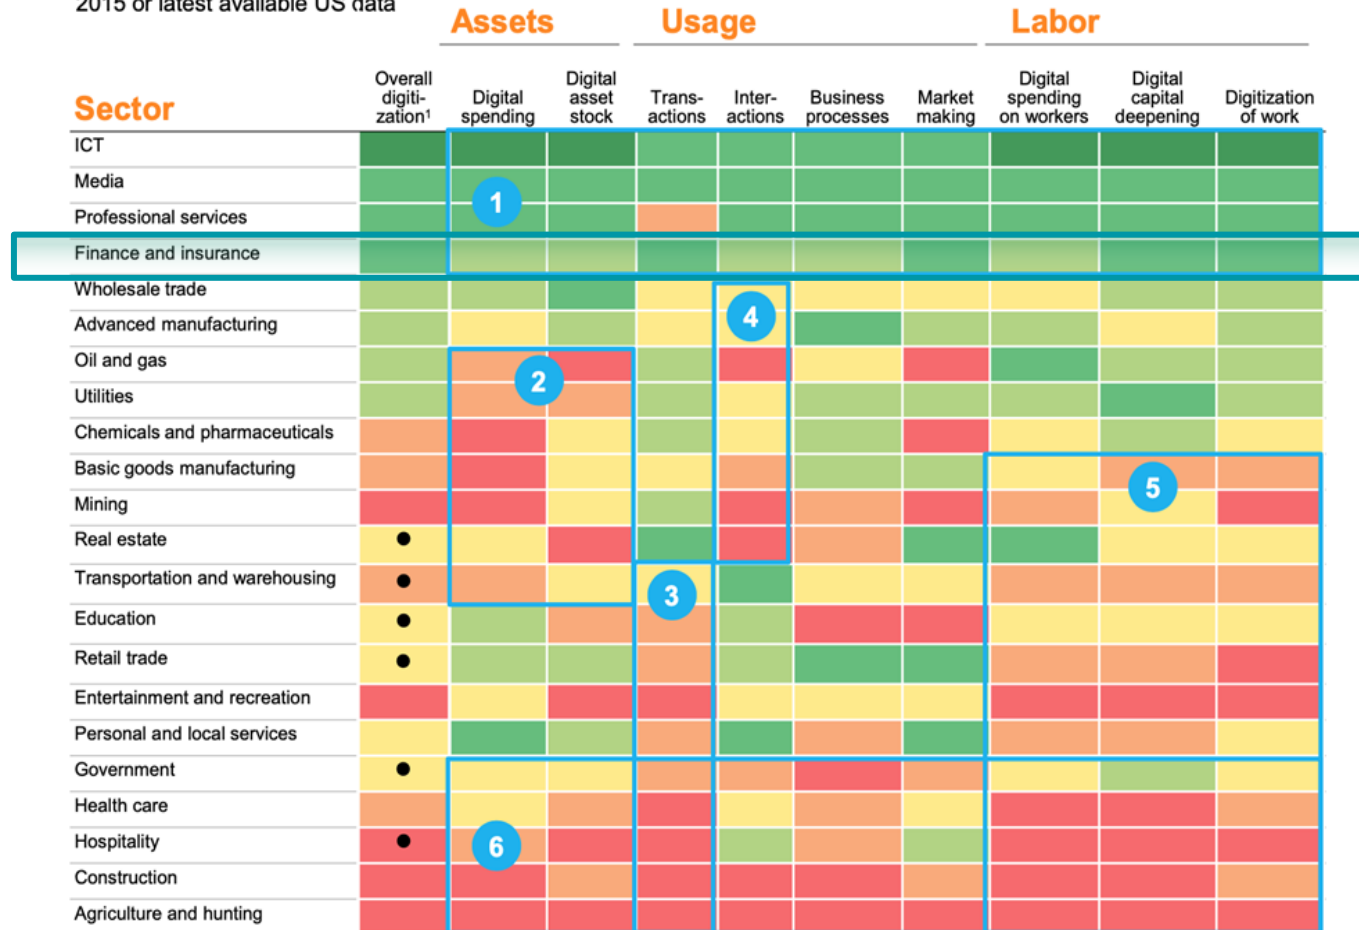 2015 or latest available US data
Assets
Usage
Labor
Sector
Overall
digiti-
zation¹
Digital
spending
Digital
asset
stock
Trans-
actions
Inter-
actions
Business
processes
Market
making
Digital
spending
on workers
Digital
capital
deepening
Digitization
of work
ICT
Media
1
Professional services
Finance and insurance
Wholesale trade
4
Advanced manufacturing
Oil and gas
2
Utilities
Chemicals and pharmaceuticals
Basic goods manufacturing
5
Mining
Real estate
Transportation and warehousing
3
Education
Retail trade
Entertainment and recreation
Personal and local services
Government
Health care
Hospitality
6
Construction
Agriculture and hunting